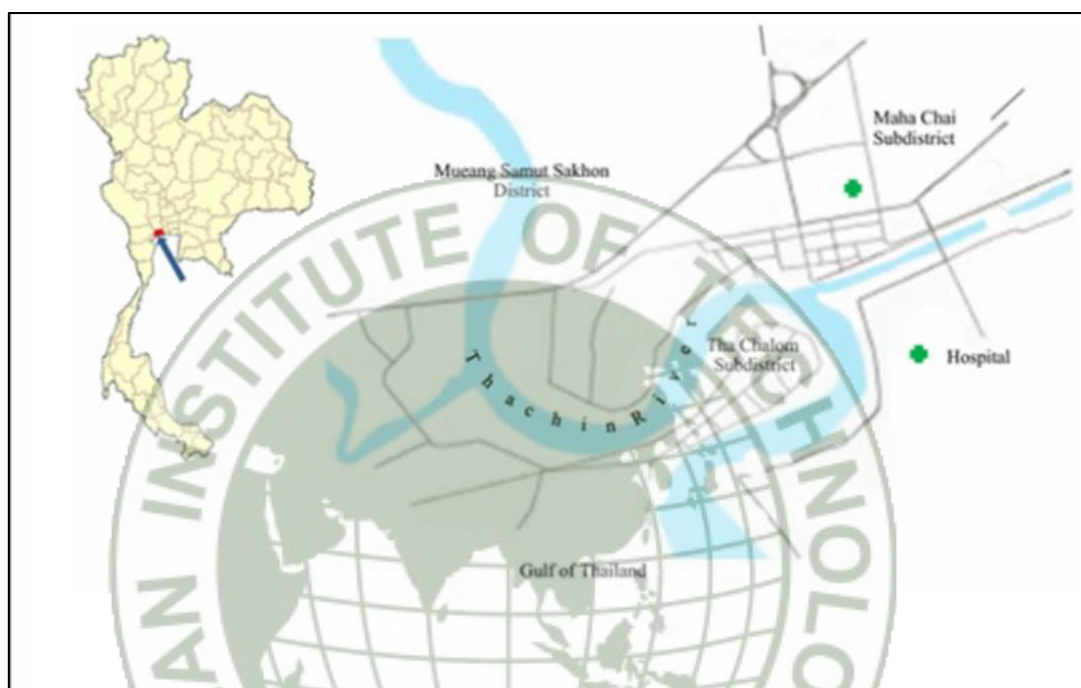 Maha Chai
Subdistrict
Mueang Samut Sakhon
District
Tha Chalom
Subdistrict
Thachin River
Hospital
Gulf of Thailand
AN INSTITUTE OF TECHNOLO